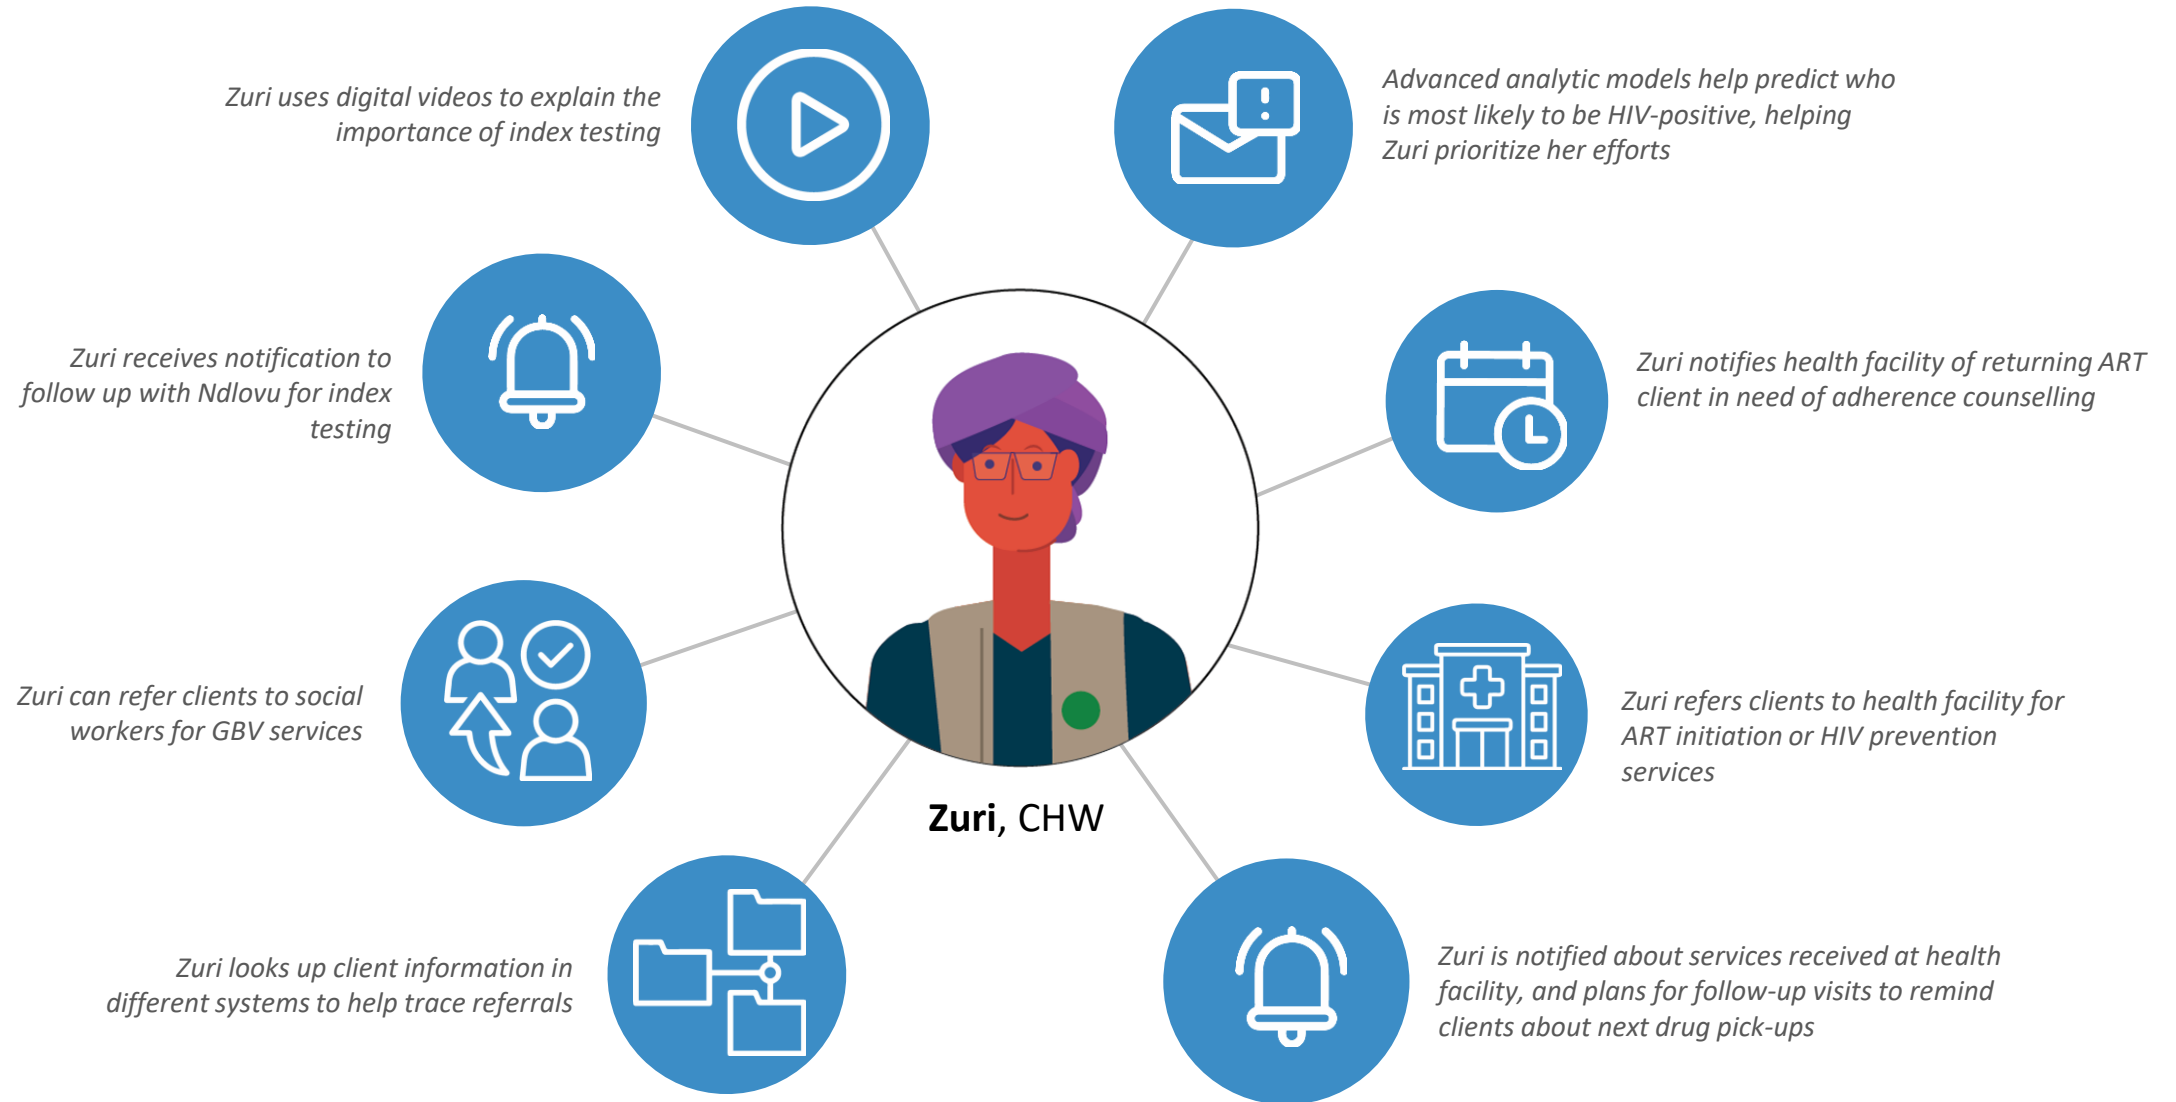 Zuri uses digital videos to explain the
importance of index testing
Advanced analytic models help predict who
is most likely to be HIV-positive, helping
Zuri prioritize her efforts
Zuri receives notification to
follow up with Ndlovu for index
testing
Zuri notifies health facility of returning ART
client in need of adherence counselling
Zuri can refer clients to social
workers for GBV services
Zuri refers clients to health facility for
ART initiation or HIV prevention
services
Zuri, CHW
Zuri looks up client information in
different systems to help trace referrals
Zuri is notified about services received at health
facility, and plans for follow-up visits to remind
clients about next drug pick-ups